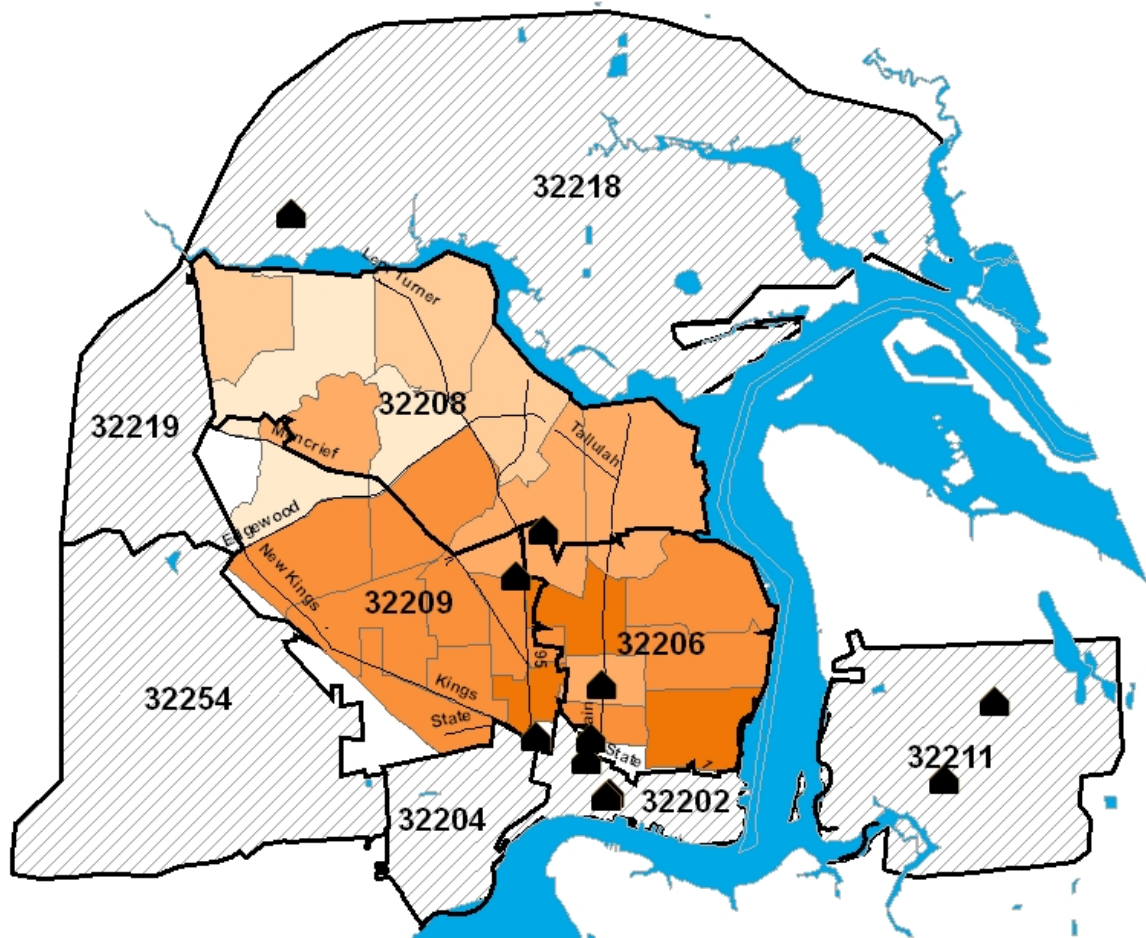 32218
Lem Turner
32208
32219
Moncrief
Tallulah
Edgewood
New Kings
32209
32206
95
Kings
32254
State
State
1
32211
32202
32204